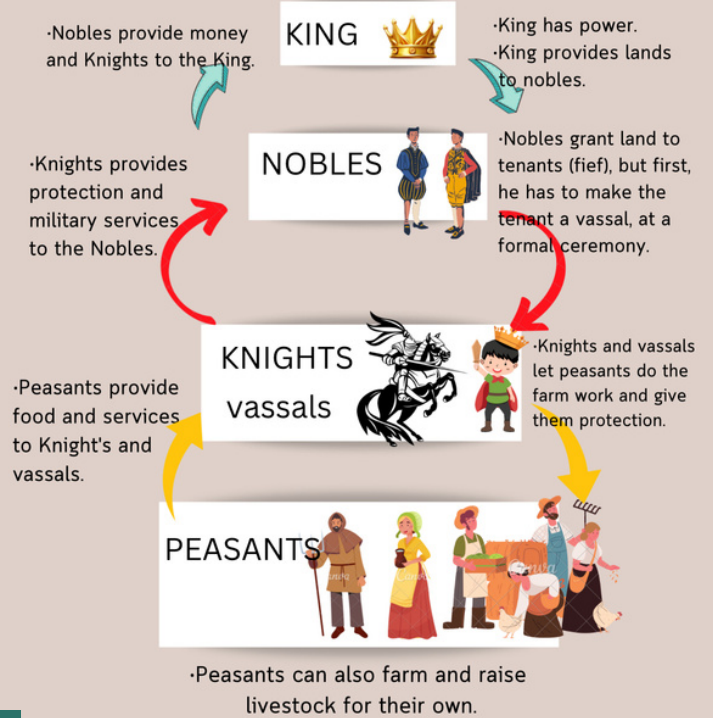 ·Nobles provide money
and Knights to the King.
KING
·King has power.
·King provides lands
to nobles.
·Knights provides
protection and
military services
to the Nobles.
NOBLES
·Nobles grant land to
tenants (fief), but first,
he has to make the
tenant a vassal, at a
formal ceremony.
·Peasants provide
food and services
to Knight's and
vassals.
KNIGHTS
vassals
·Knights and vassals
let peasants do the
farm work and give
them protection.
PEASANTS
Canva
Canva
Canva
·Peasants can also farm and raise
livestock for their own.